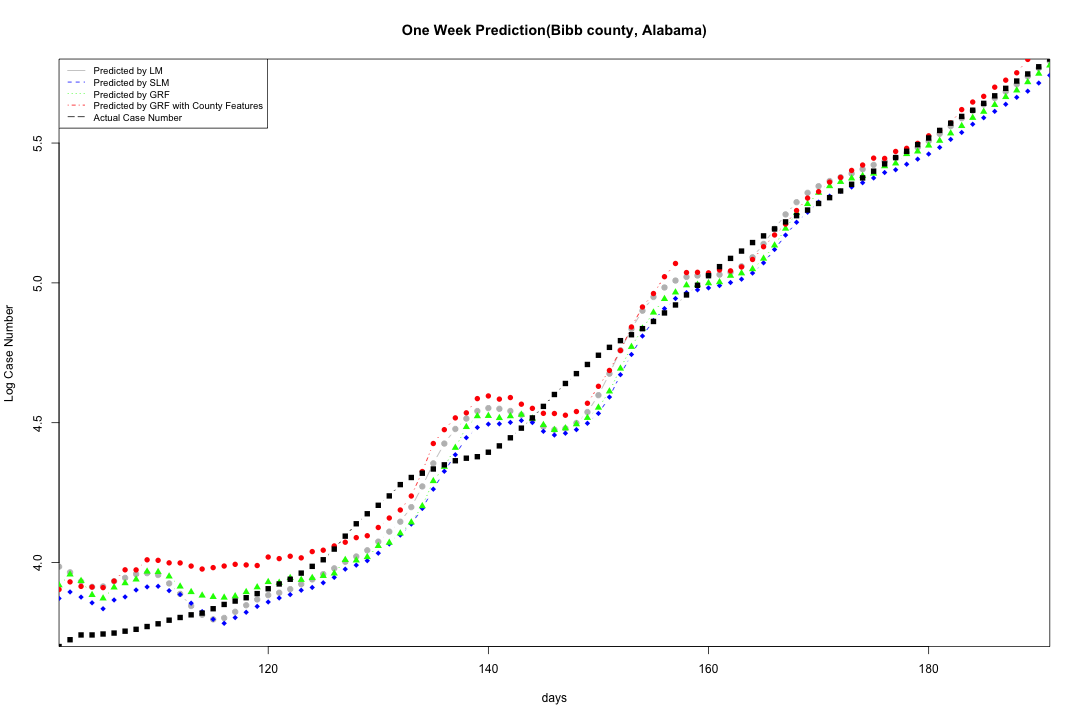 One Week Prediction(Bibb county, Alabama)
Predicted by LM
Predicted by SLM
Predicted by GRF
Predicted by GRF with County Features
Actual Case Number
Log Case Number
5.5
5.0
4.5
4.0
120 140 160 180
days